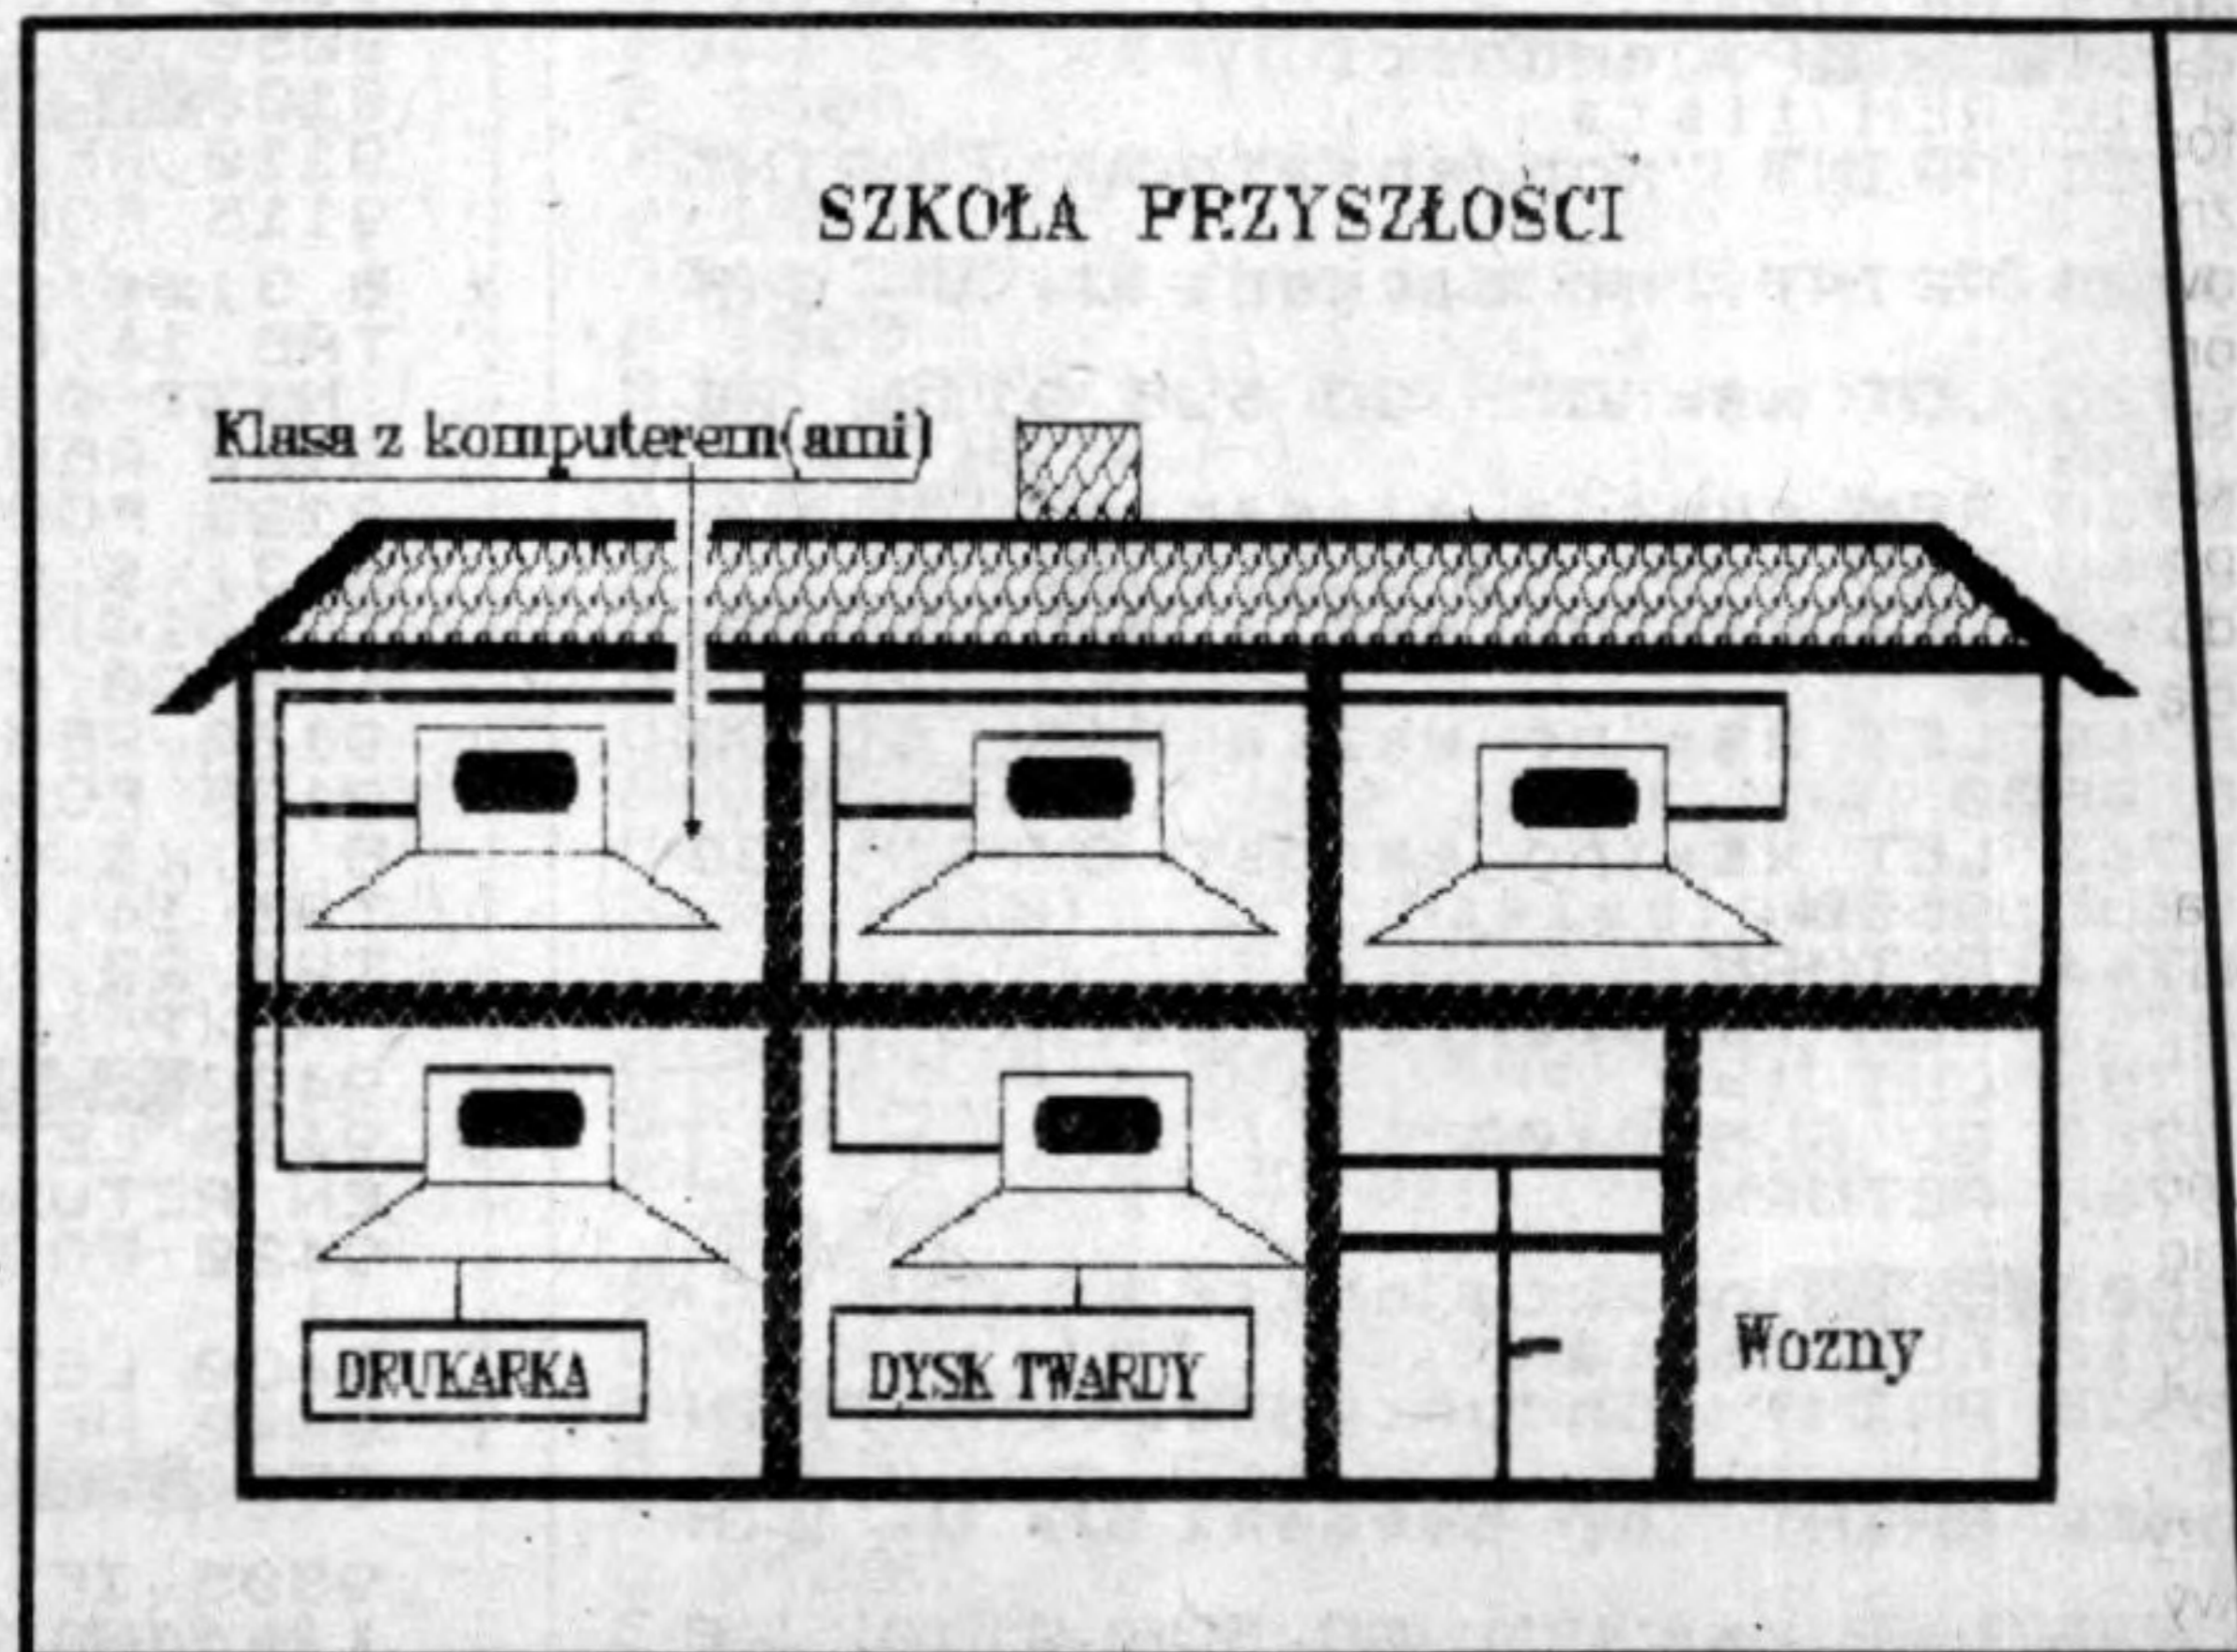 SZKOŁA PRZYSZŁOŚCI
Klasa z komputerem(ami)
DRUKARKA
DYSK TWARDY
Wozny